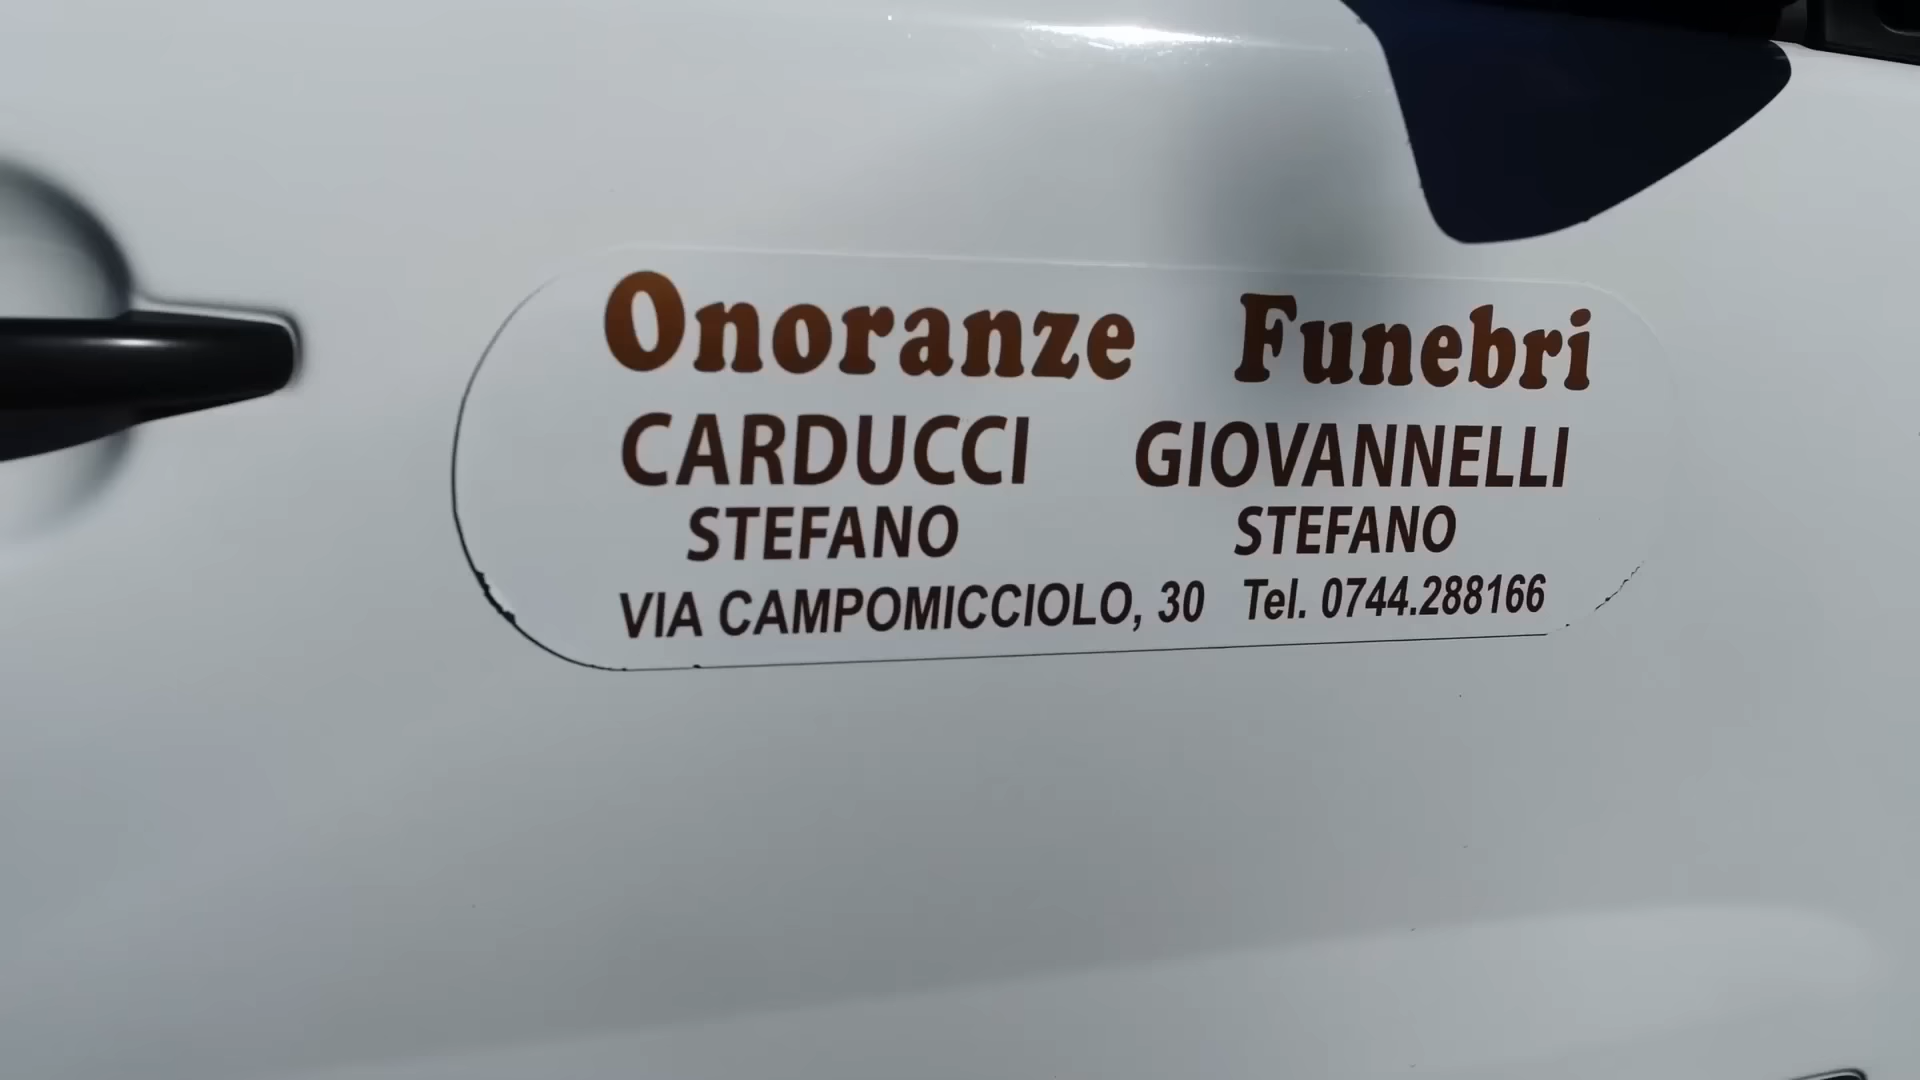 Onoranze Funebri
CARDUCCI GIOVANNELLI
STEFANO STEFANO
VIA CAMPOMICCIOLO, 30 Tel. 0744.288166